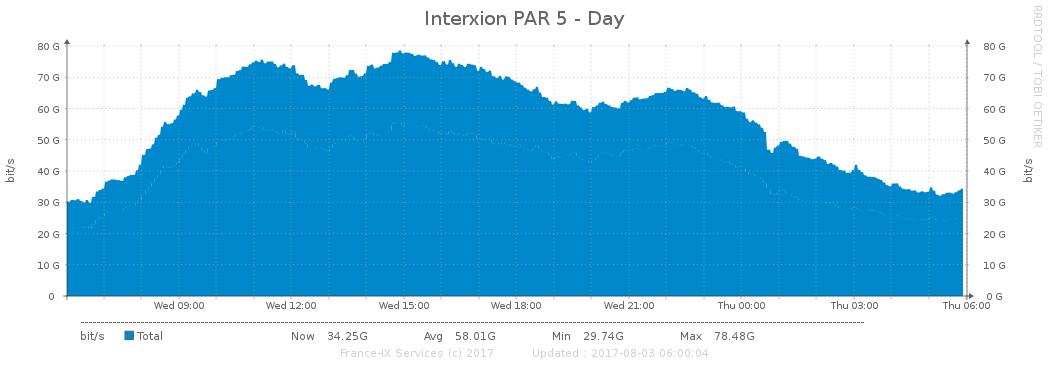 Interxion PAR 5 - Day
RRDTOOL / TOBI OETIKER
80 G 80 G
70 G 70 G
60 G 60 G
50 G 50 G
40 G 40 G
30 G 30 G
20 G 20 G
10 G 10 G
0 0 G
bit/s
bit/s
Wed 09:00 Wed 12:00 Wed 15:00 Wed 18:00 Wed 21:00 Thu 00:00 Thu 03:00 Thu 06:00
bit/s Total Now 34.25G Avg 58.01G Min 29.74G Max 78.48G
France-IX Services (c) 2017 Updated : 2017-08-03 06:00:04